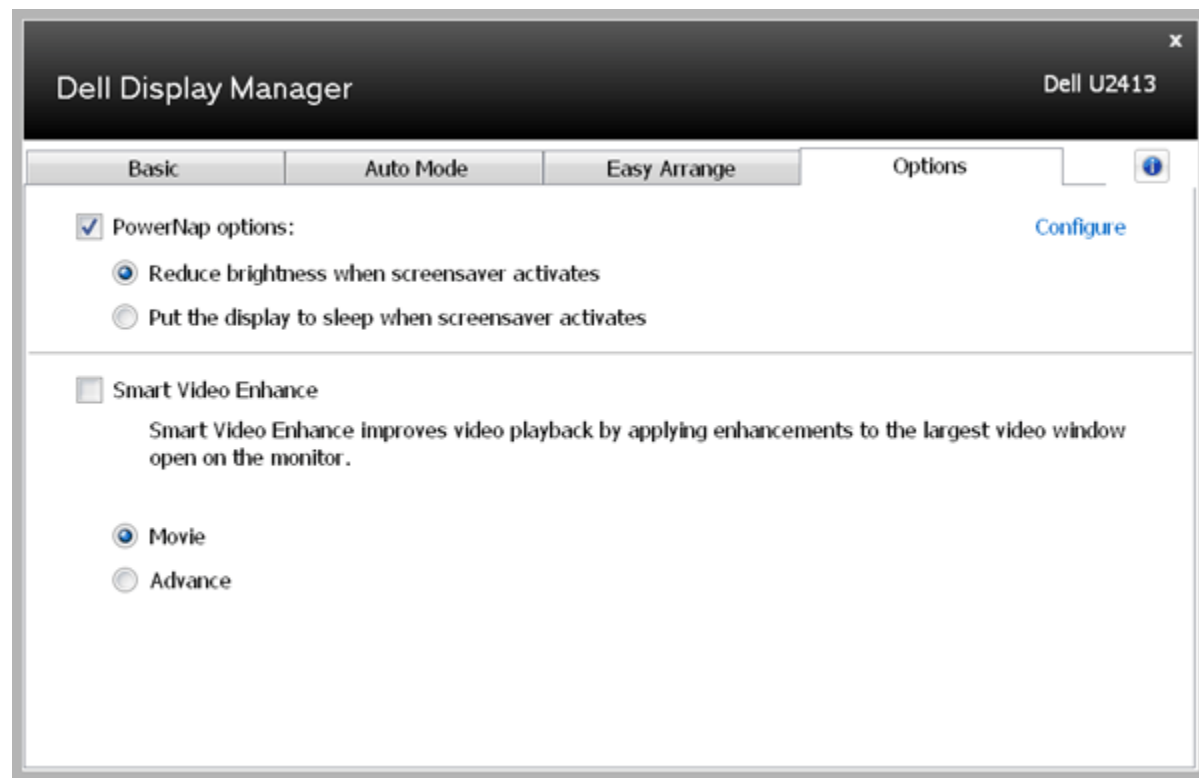 x
Dell Display Manager
Dell U2413
Basic
Auto Mode
Easy Arrange
Options
i
PowerNap options:
Configure
Reduce brightness when screensaver activates
Put the display to sleep when screensaver activates
Smart Video Enhance
Smart Video Enhance improves video playback by applying enhancements to the largest video window
open on the monitor.
Movie
Advance